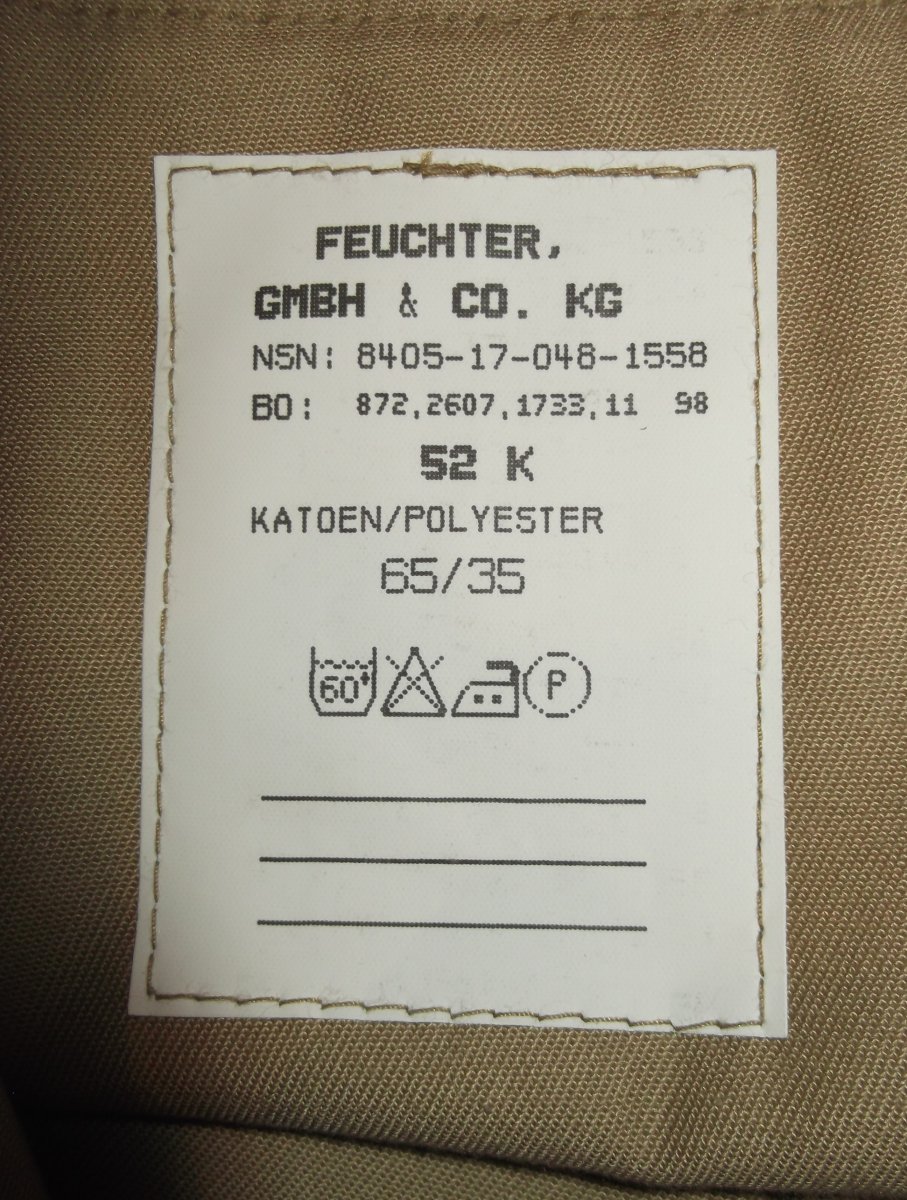 FEUCHTER,
GMBH & CO. KG
NSN: 8405-17-048-1558
BO: 872,2607,1733,11 98
52 K
KATOEN/POLYESTER
65/35
60° P